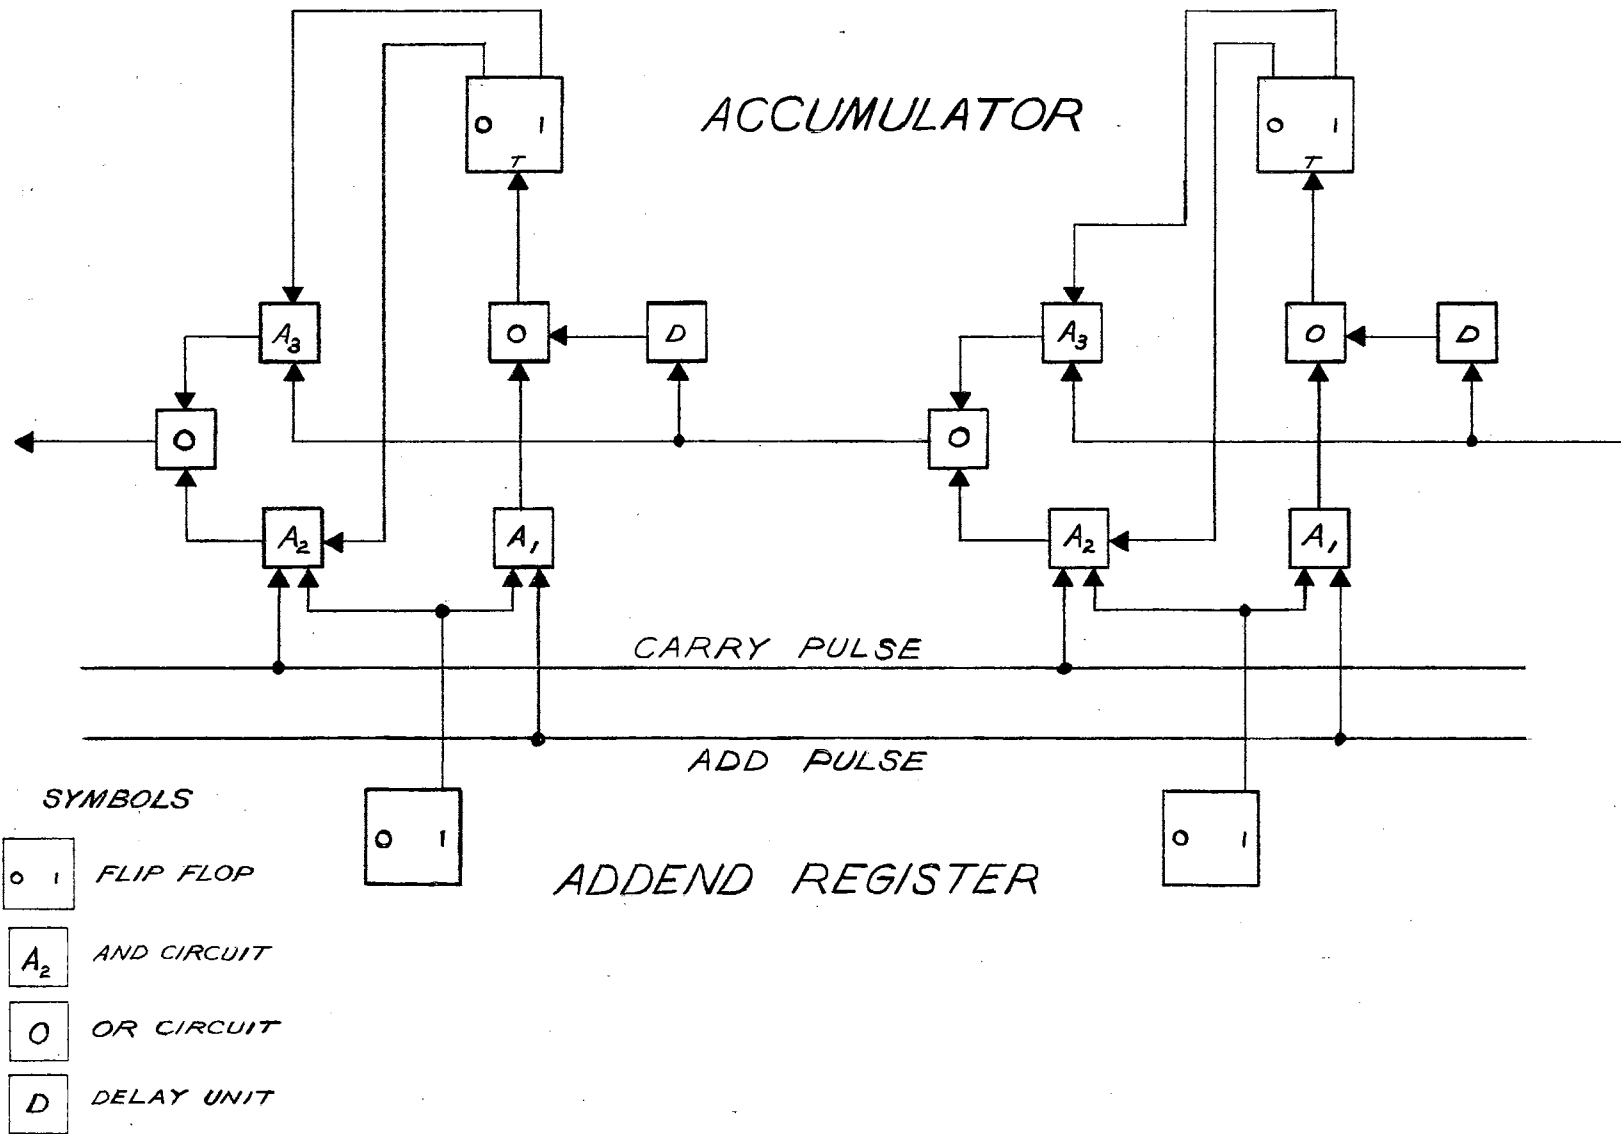 0 1
T
ACCUMULATOR
0 1
T
A3
O
D
A3
O
D
O
O
A2
A1
A2
A1
CARRY PULSE
ADD PULSE
SYMBOLS
0 1
0 1
0 1 FLIP FLOP
ADDEND REGISTER
A2 AND CIRCUIT
O OR CIRCUIT
D DELAY UNIT